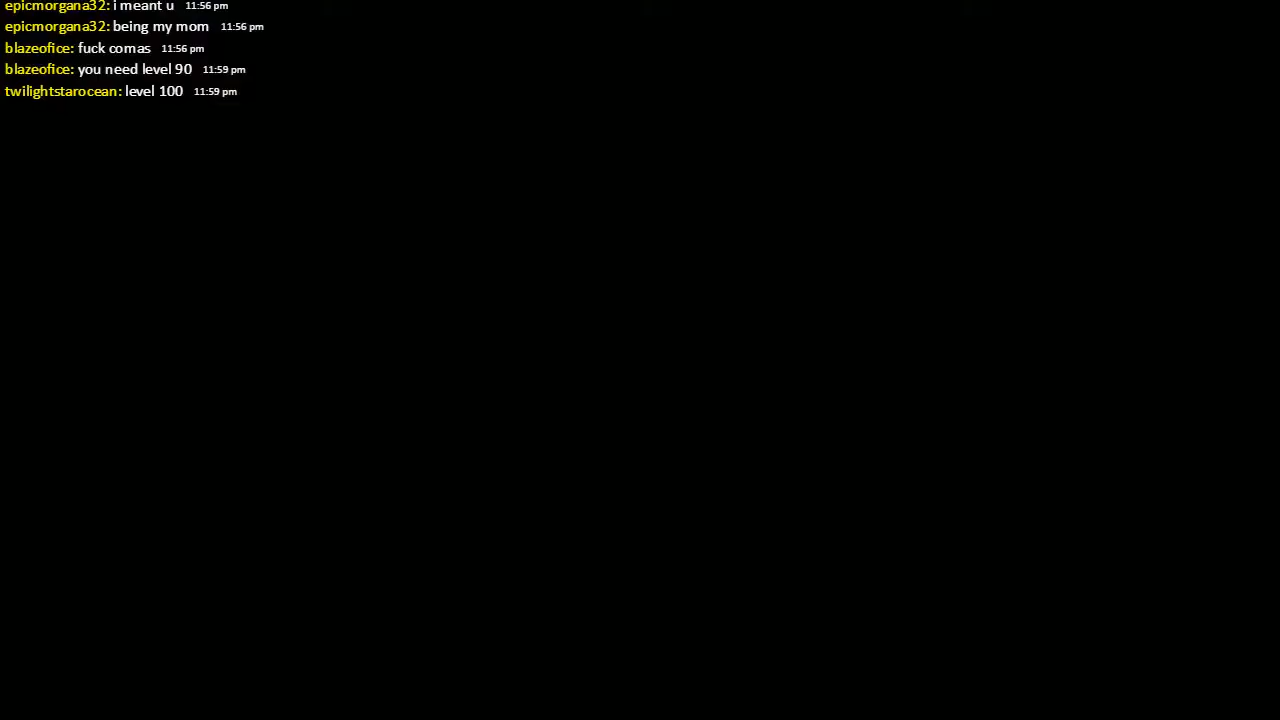 epicmorgana32: i meant u 11:56 pm
epicmorgana32: being my mom 11:56 pm
blazeofice: fuck comas 11:56 pm
blazeofice: you need level 90 11:59 pm
twilightstarocean: level 100 11:59 pm